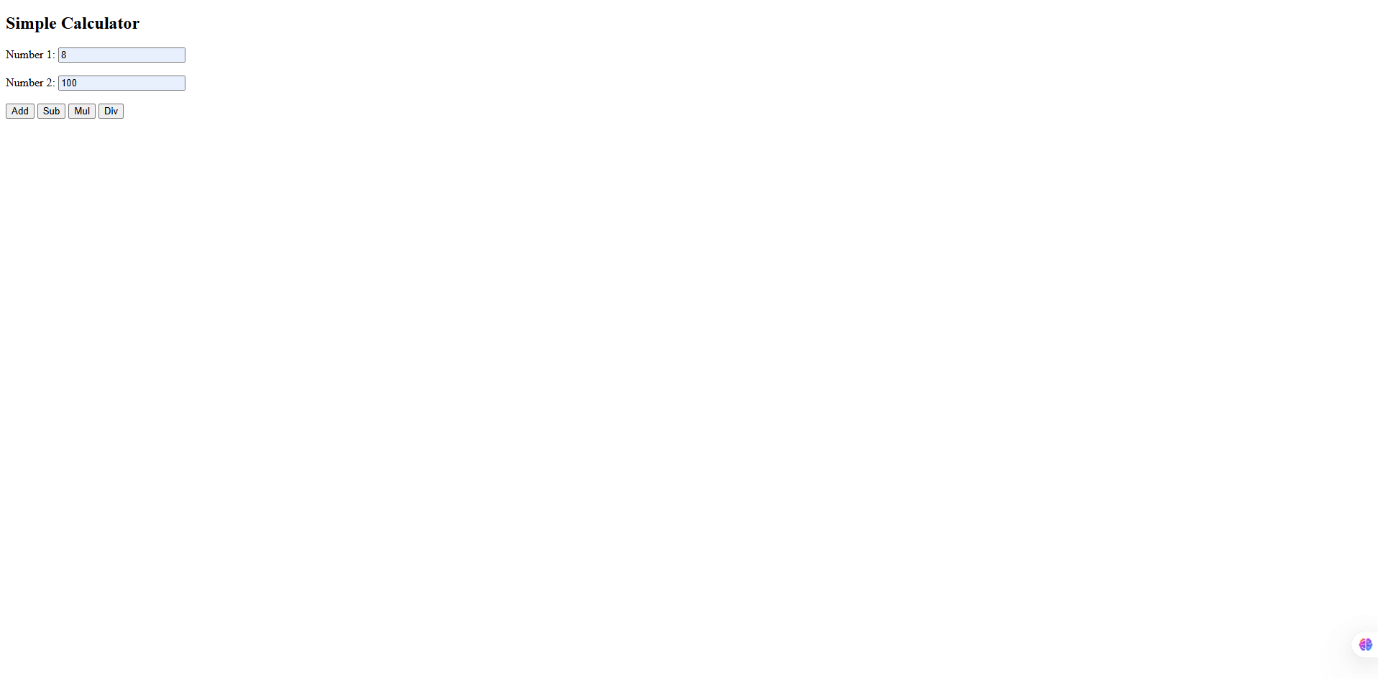 Simple Calculator
Number 1: 8
Number 2: 100
Add Sub Mul Div